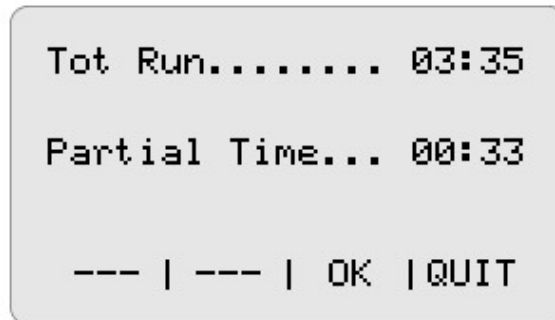 Tot Run........ 03:35
Partial Time... 00:33
--- | --- | OK |QUIT